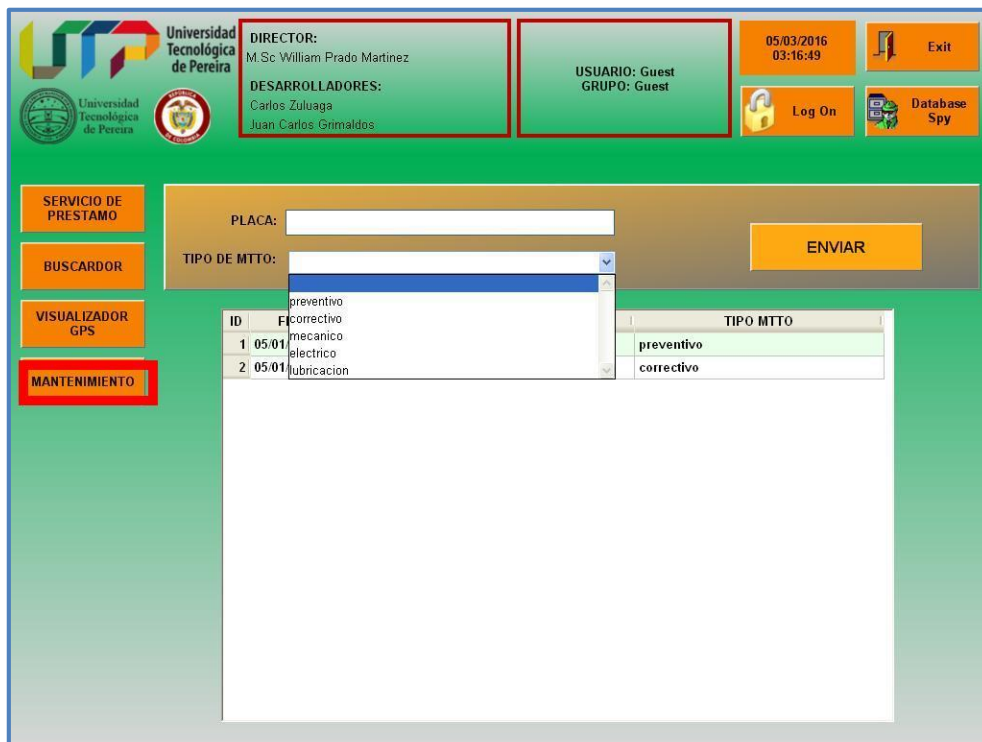 Universidad
Tecnológica
de Pereira
Universidad
Tecnológica
de Pereira
DIRECTOR:
M.Sc William Prado Martinez
DESARROLLADORES:
Carlos Zuluaga
Juan Carlos Grimaldos
USUARIO: Guest
GRUPO: Guest
05/03/2016
03:16:49
Exit
Log On
Database
Spy
SERVICIO DE
PRESTAMO
BUSCARDOR
VISUALIZADOR
GPS
MANTENIMIENTO
PLACA:
TIPO DE MTTO:
ENVIAR
preventivo
correctivo
mecanico
electrico
lubricacion
ID TIPO MTTO
1 05/01/ preventivo
2 05/01/ correctivo